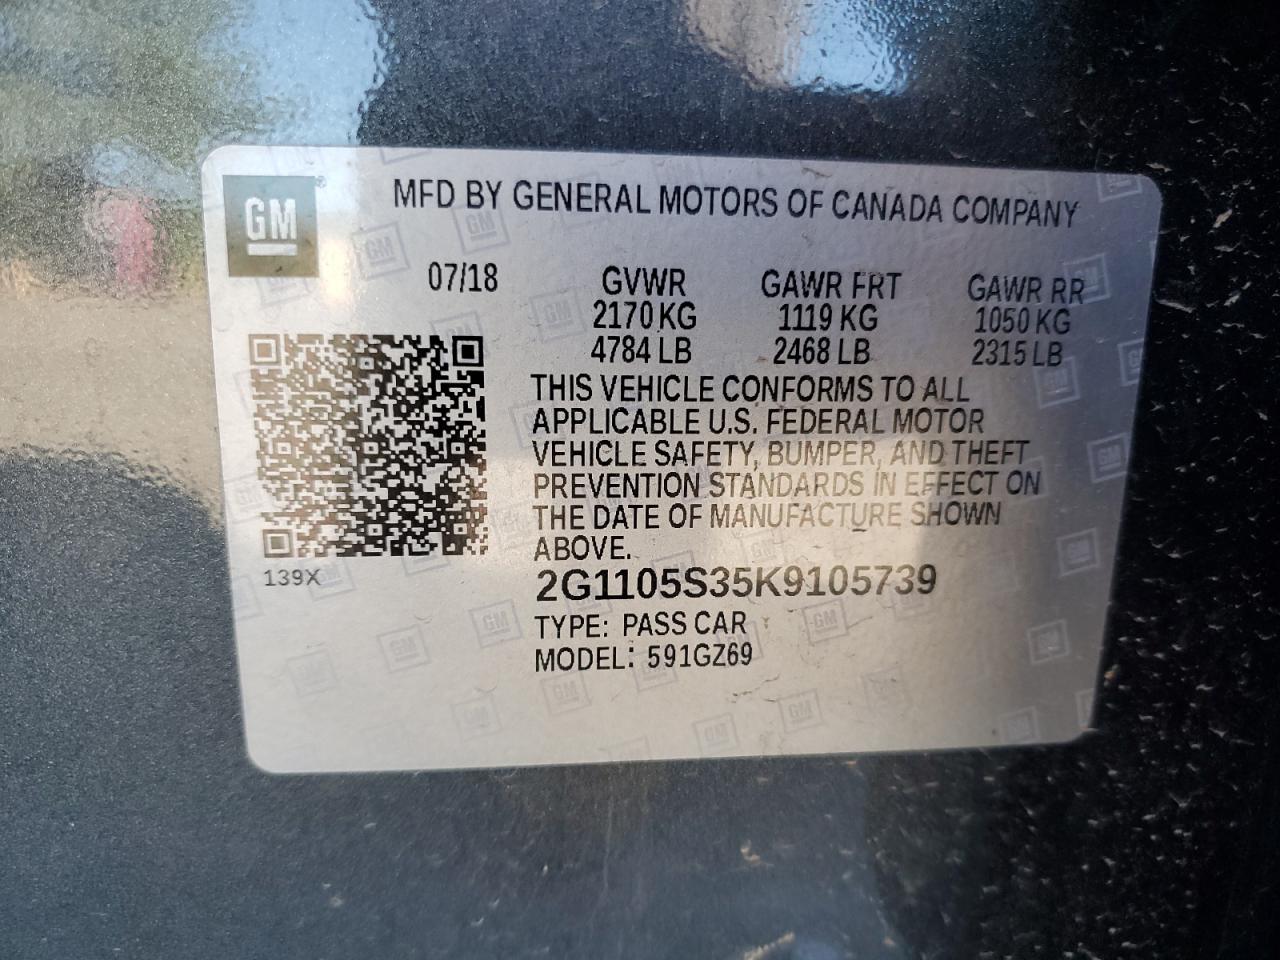 GM
MFD BY GENERAL MOTORS OF CANADA COMPANY
07/18 GVWR GAWR FRT GAWR RR
2170 KG 1119 KG 1050 KG
4784 LB 2468 LB 2315 LB
THIS VEHICLE CONFORMS TO ALL
APPLICABLE U.S. FEDERAL MOTOR
VEHICLE SAFETY, BUMPER, AND THEFT
PREVENTION STANDARDS IN EFFECT ON
THE DATE OF MANUFACTURE SHOWN
ABOVE.
139X
2G1105S35K9105739
TYPE: PASS CAR
MODEL: 591GZ69